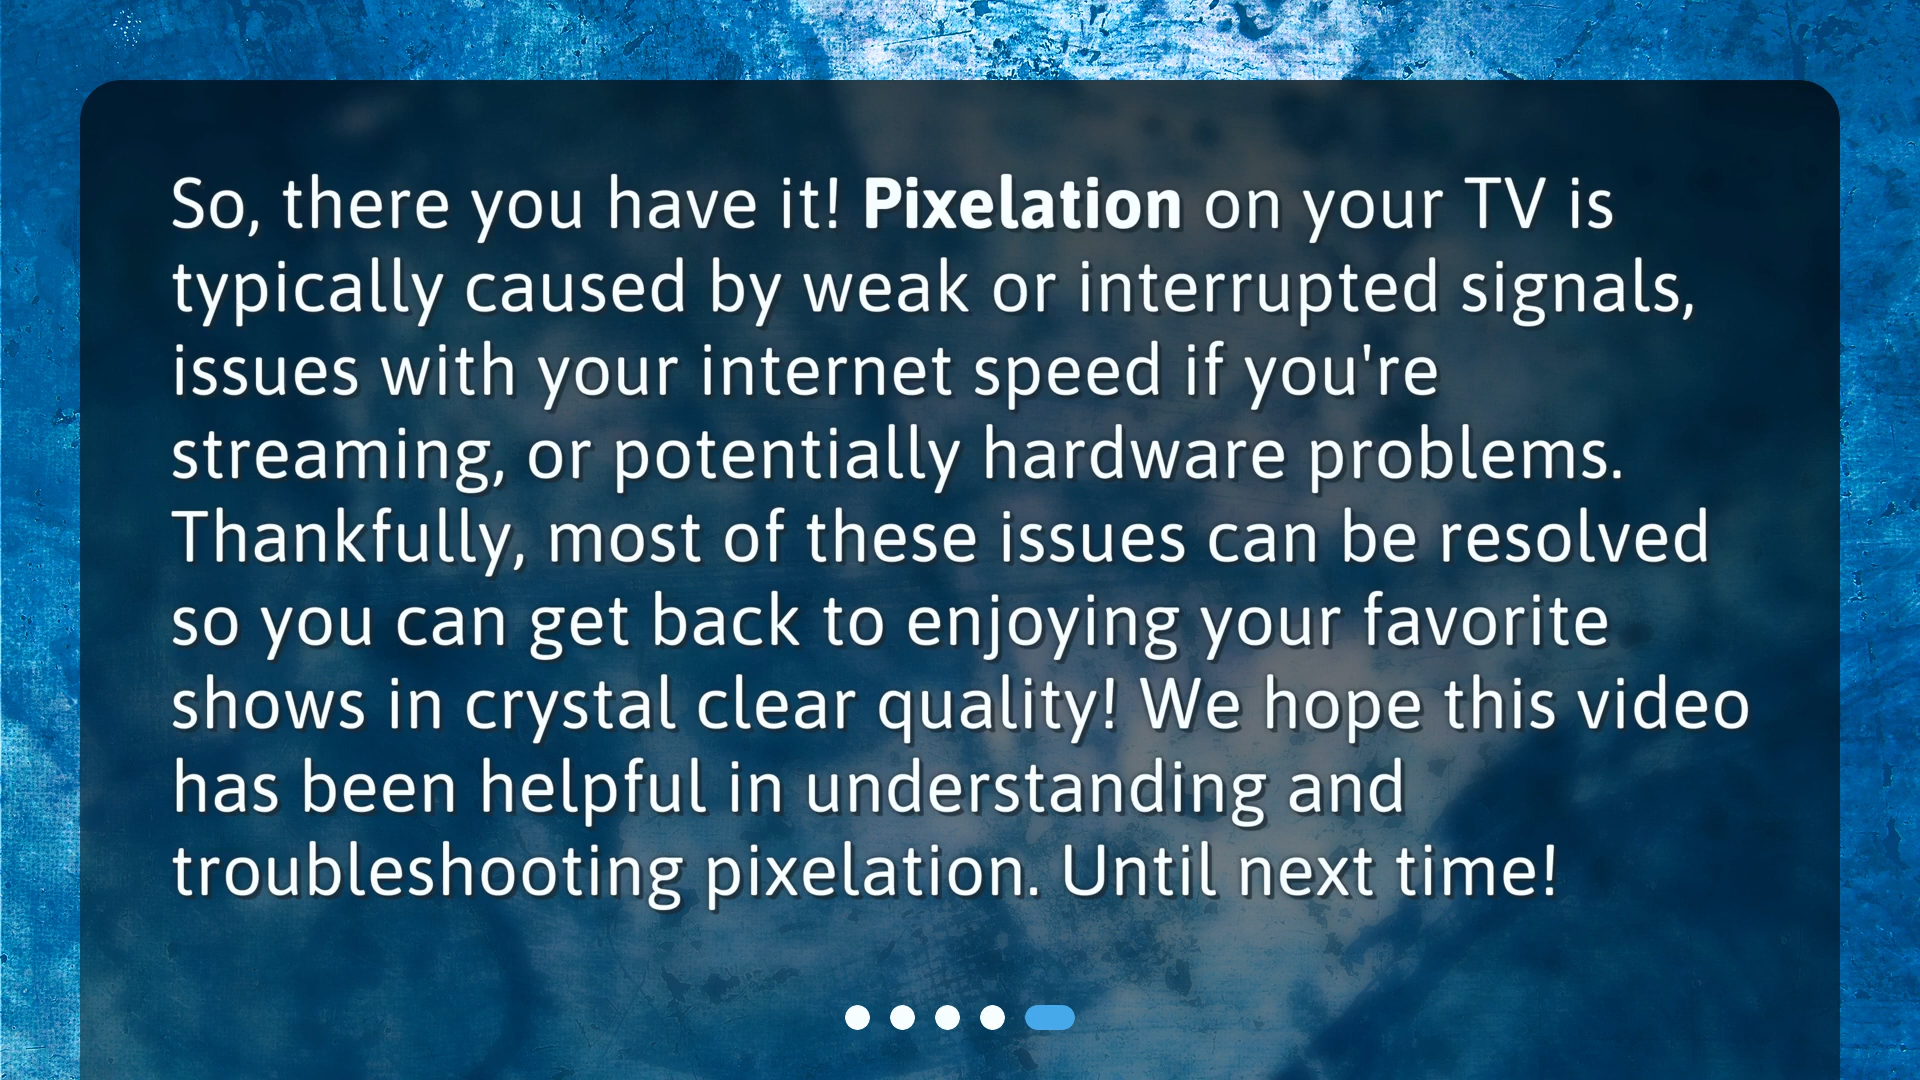 So, there you have it! Pixelation on your TV is
typically caused by weak or interrupted signals,
issues with your internet speed if you're
streaming, or potentially hardware problems.
Thankfully, most of these issues can be resolved
so you can get back to enjoying your favorite
shows in crystal clear quality! We hope this video
has been helpful in understanding and
troubleshooting pixelation. Until next time!